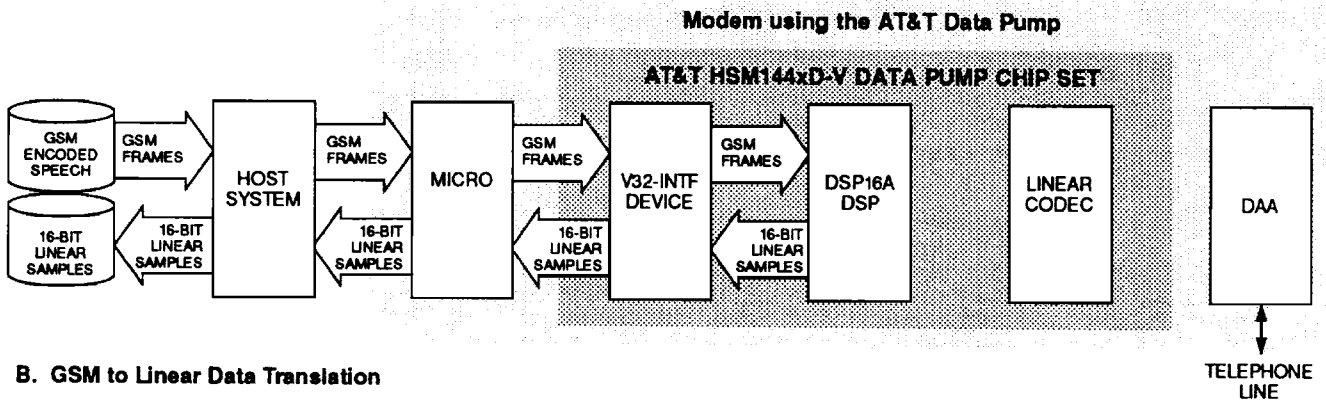 Modem using the AT&T Data Pump
AT&T HSM144xD-V DATA PUMP CHIP SET
GSM
ENCODED
SPEECH
GSM
FRAMES
HOST
SYSTEM
GSM
FRAMES
MICRO
GSM
FRAMES
V32-INTF
DEVICE
GSM
FRAMES
DSP16A
DSP
LINEAR
CODEC
DAA
16-BIT
LINEAR
SAMPLES
16-BIT
LINEAR
SAMPLES
16-BIT
LINEAR
SAMPLES
16-BIT
LINEAR
SAMPLES
16-BIT
LINEAR
SAMPLES
TELEPHONE
LINE
B. GSM to Linear Data Translation